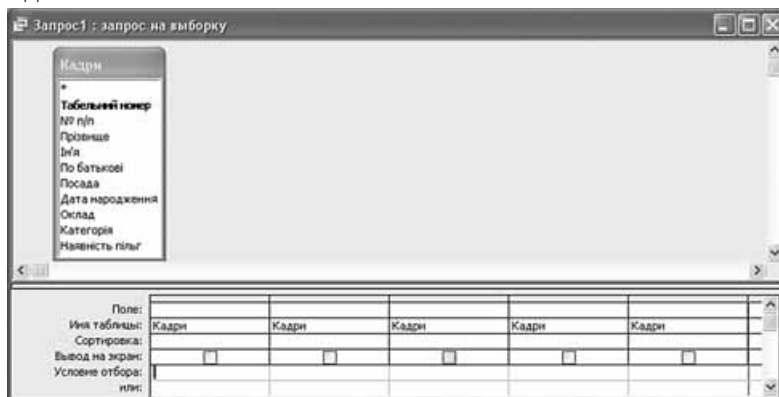 Запрос1 : запрос на выборку
Кадри
*
Табельний номер
№ п/п
Прізвище
Ім'я
По батькові
Посада
Дата народження
Оклад
Категорія
Наявність пільг
Поле:
Имя таблицы: Кадри Кадри Кадри Кадри Кадри
Сортировка:
Вывод на экран:
Условие отбора:
или: